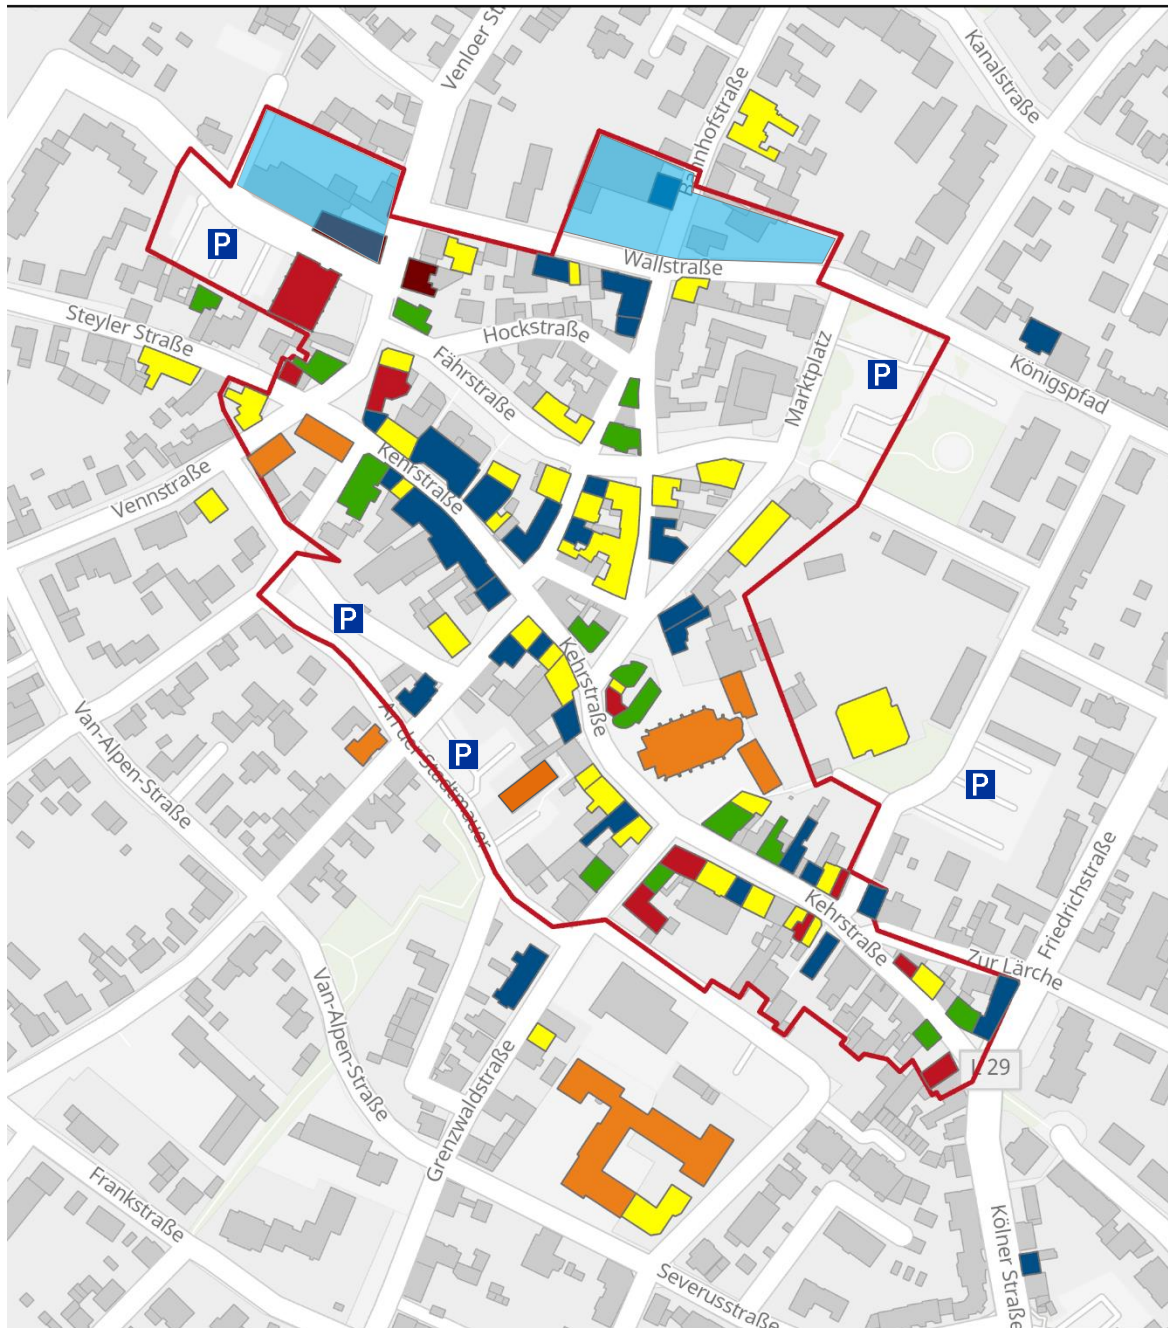 Venloer St
Kanalstraße
Bahnhofstraße
P
Wallstraße
Steyler Straße
Hockstraße
Fährstraße
Marktplatz
P
Königspfad
Kehrstraße
Vennstraße
P
Kehrstraße
Van-Alpen-Straße
An der Stadtmauer
P
P
Friedrichstraße
Kehrstraße
Zur Lärche
Van-Alpen-Straße
L 29
Grenzwaldstraße
Frankstraße
Kölner Straße
Severusstraße